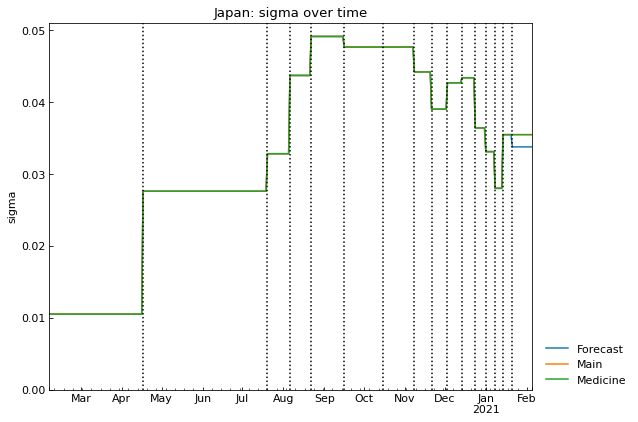 Japan: sigma over time
0.05
0.04
0.03
0.02
0.01
0.00
sigma
Mar Apr May Jun Jul Aug Sep Oct Nov Dec Jan Feb
2021
Forecast
Main
Medicine